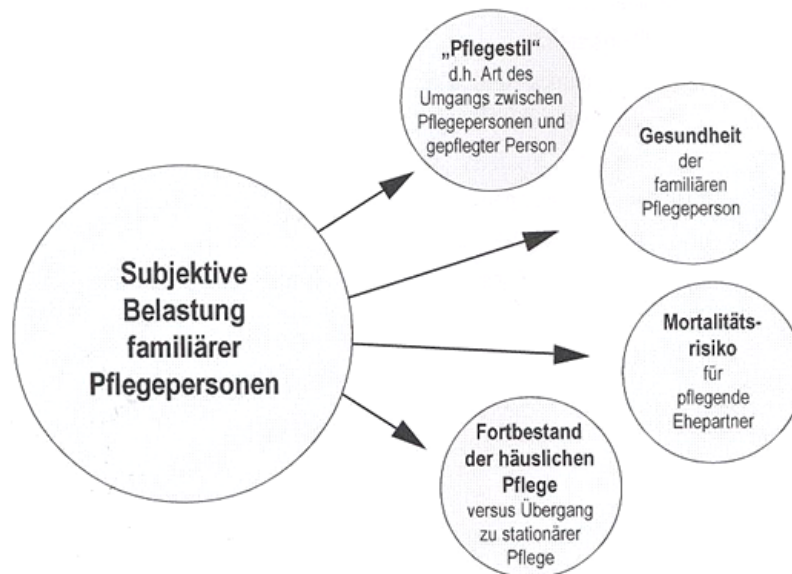 „Pflegestil“
d.h. Art des
Umgangs zwischen
Pflegepersonen und
gepflegter Person
Gesundheit
der
familiären
Pflegeperson
Subjektive
Belastung
familiärer
Pflegepersonen
Mortalitäts-
risiko
für
pflegende
Ehepartner
Fortbestand
der häuslichen
Pflege
versus Übergang
zu stationärer
Pflege